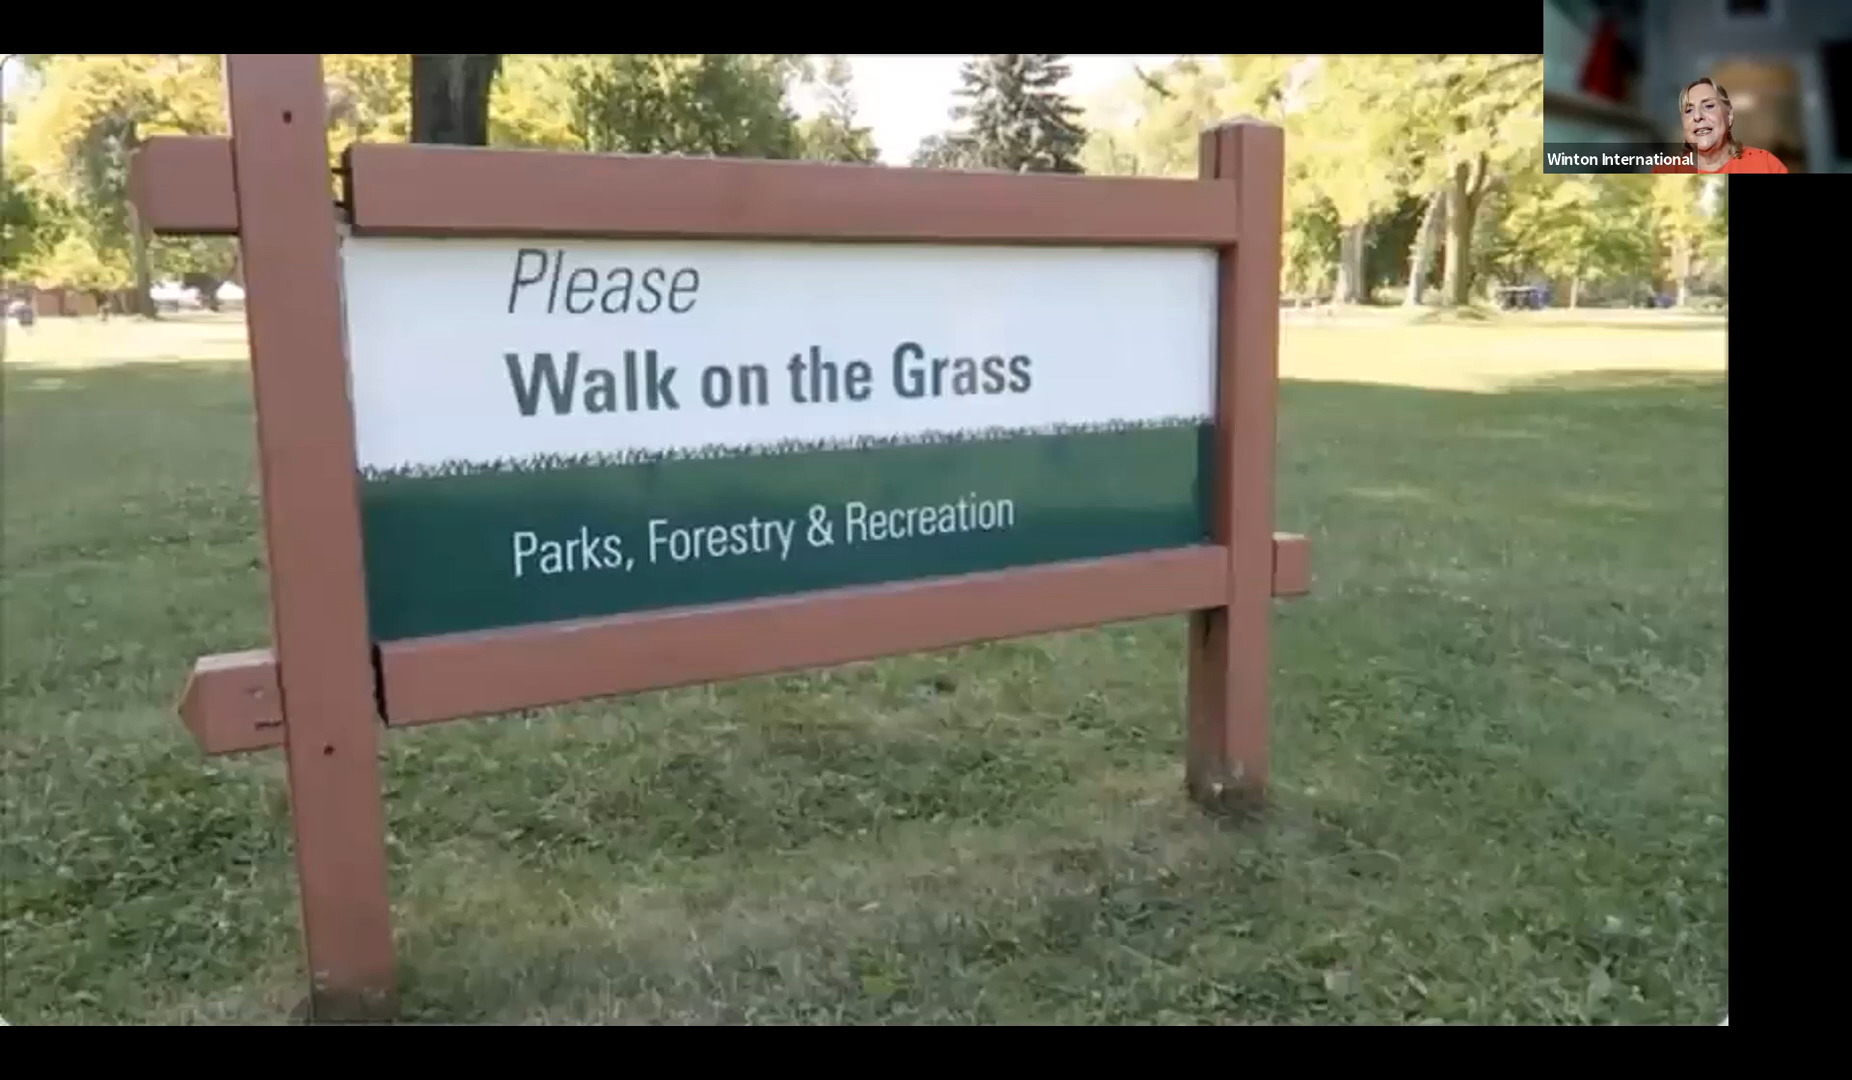 Please
Walk on the Grass
Parks, Forestry & Recreation
Winton International